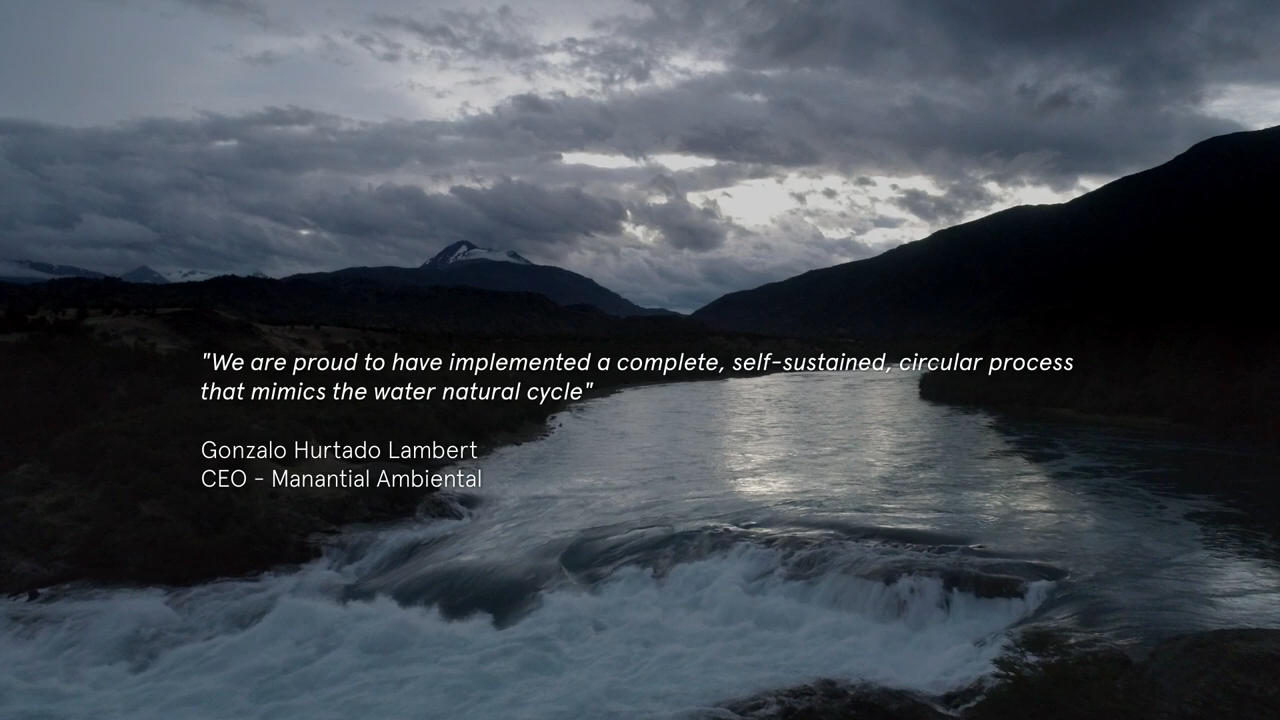 "We are proud to have implemented a complete, self-sustained, circular process
that mimics the water natural cycle"
Gonzalo Hurtado Lambert
CEO - Manantial Ambiental